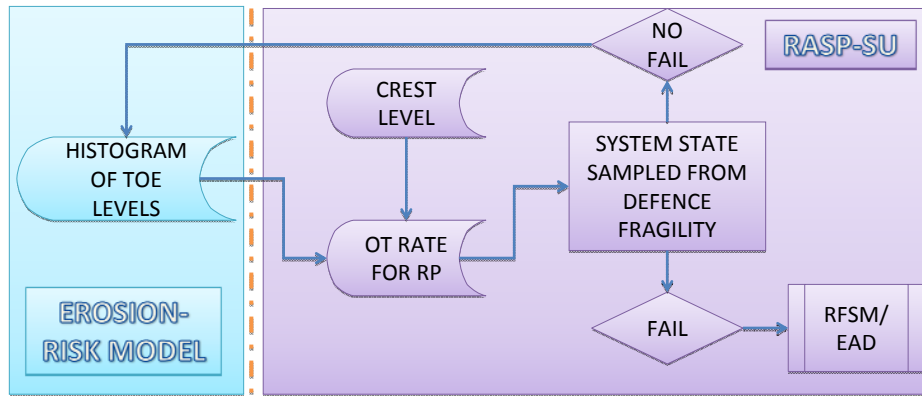 NO
FAIL
RASP-SU
CREST
LEVEL
HISTOGRAM
OF TOE
LEVELS
SYSTEM STATE
SAMPLED FROM
DEFENCE
FRAGILITY
OT RATE
FOR RP
EROSION-
RISK MODEL
FAIL
RFSM/
EAD